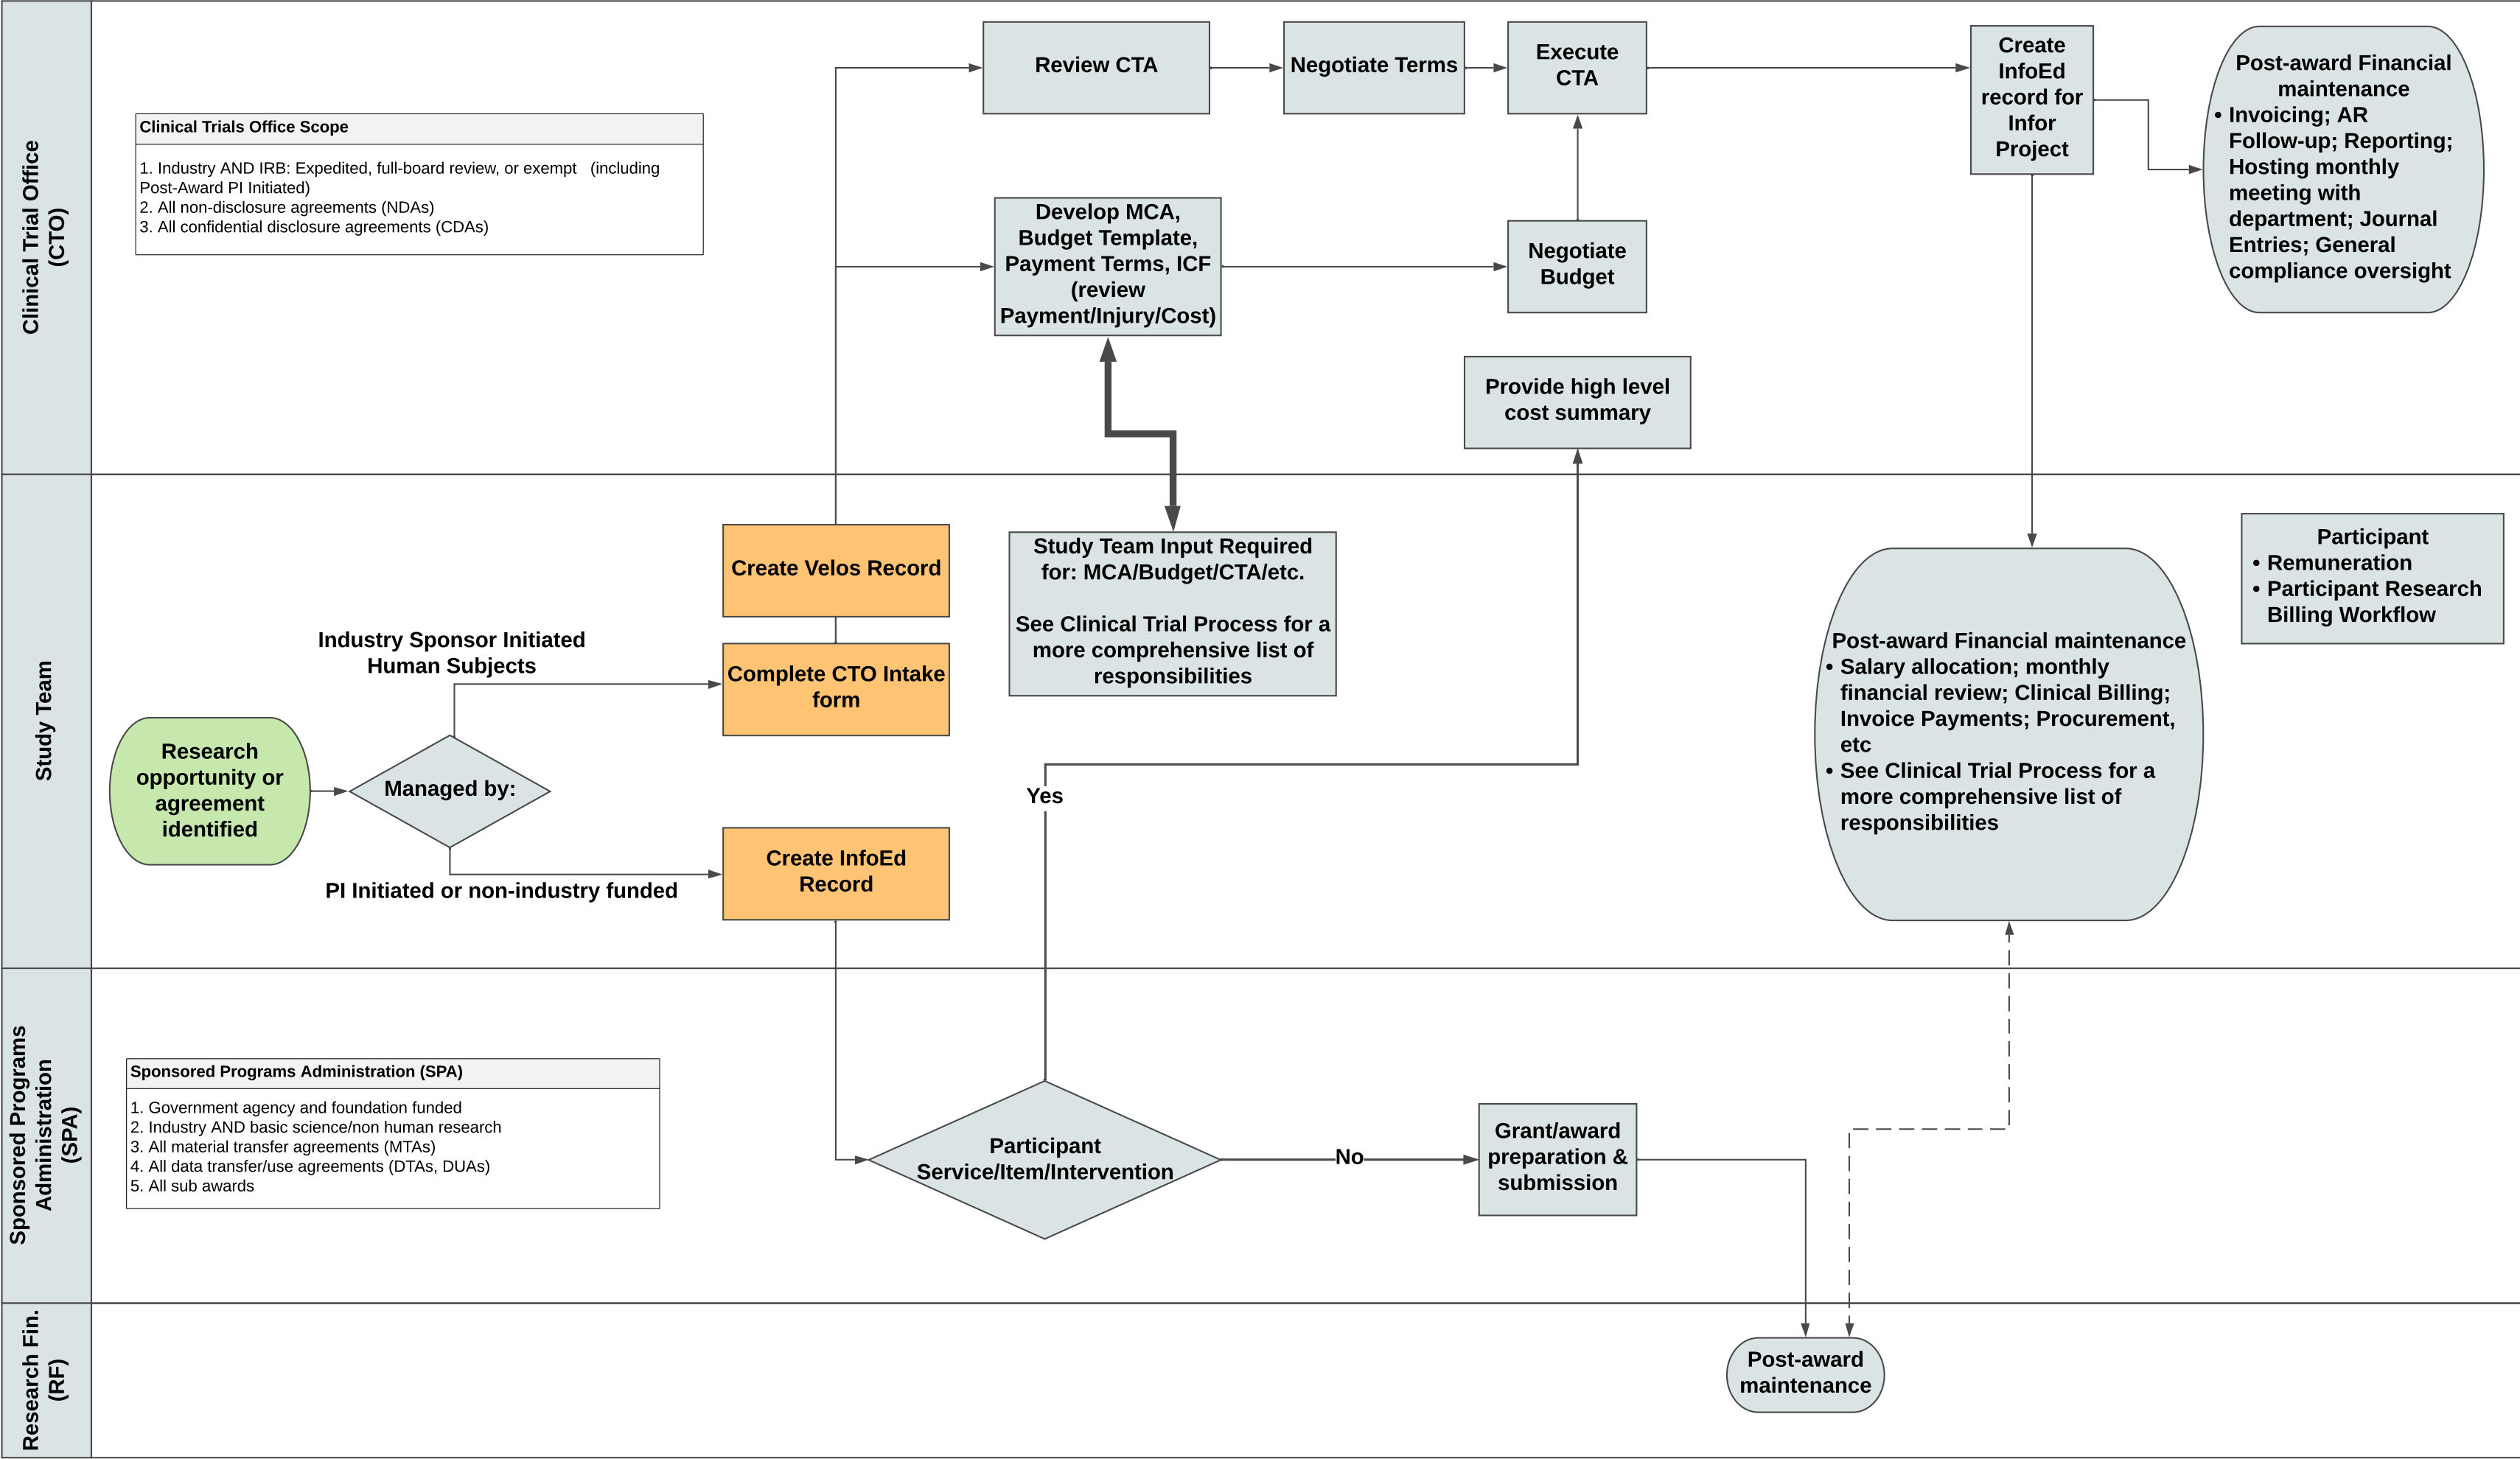 Clinical Trial Office
(CTO)
Clinical Trials Office Scope
1. Industry AND IRB: Expedited, full-board review, or exempt   (including
Post-Award PI Initiated)
2. All non-disclosure agreements (NDAs)
3. All confidential disclosure agreements (CDAs)
Review CTA
Negotiate Terms
Execute
CTA
Create
InfoEd
record for
Infor
Project
Post-award Financial
maintenance
• Invoicing; AR
Follow-up; Reporting;
Hosting monthly
meeting with
department; Journal
Entries; General
compliance oversight
Develop MCA,
Budget Template,
Payment Terms, ICF
(review
Payment/Injury/Cost)
Negotiate
Budget
Provide high level
cost summary
Study Team
Research
opportunity or
agreement
identified
Managed by:
Industry Sponsor Initiated
Human Subjects
PI Initiated or non-industry funded
Create Velos Record
Complete CTO Intake
form
Create InfoEd
Record
Study Team Input Required
for: MCA/Budget/CTA/etc.
See Clinical Trial Process for a
more comprehensive list of
responsibilities
Yes
Post-award Financial maintenance
• Salary allocation; monthly
financial review; Clinical Billing;
Invoice Payments; Procurement,
etc
• See Clinical Trial Process for a
more comprehensive list of
responsibilities
Participant
• Remuneration
• Participant Research
Billing Workflow
Sponsored Programs
Administration
(SPA)
Sponsored Programs Administration (SPA)
1. Government agency and foundation funded
2. Industry AND basic science/non human research
3. All material transfer agreements (MTAs)
4. All data transfer/use agreements (DTAs, DUAs)
5. All sub awards
Participant
Service/Item/Intervention
No
Grant/award
preparation &
submission
Research Fin.
(RF)
Post-award
maintenance